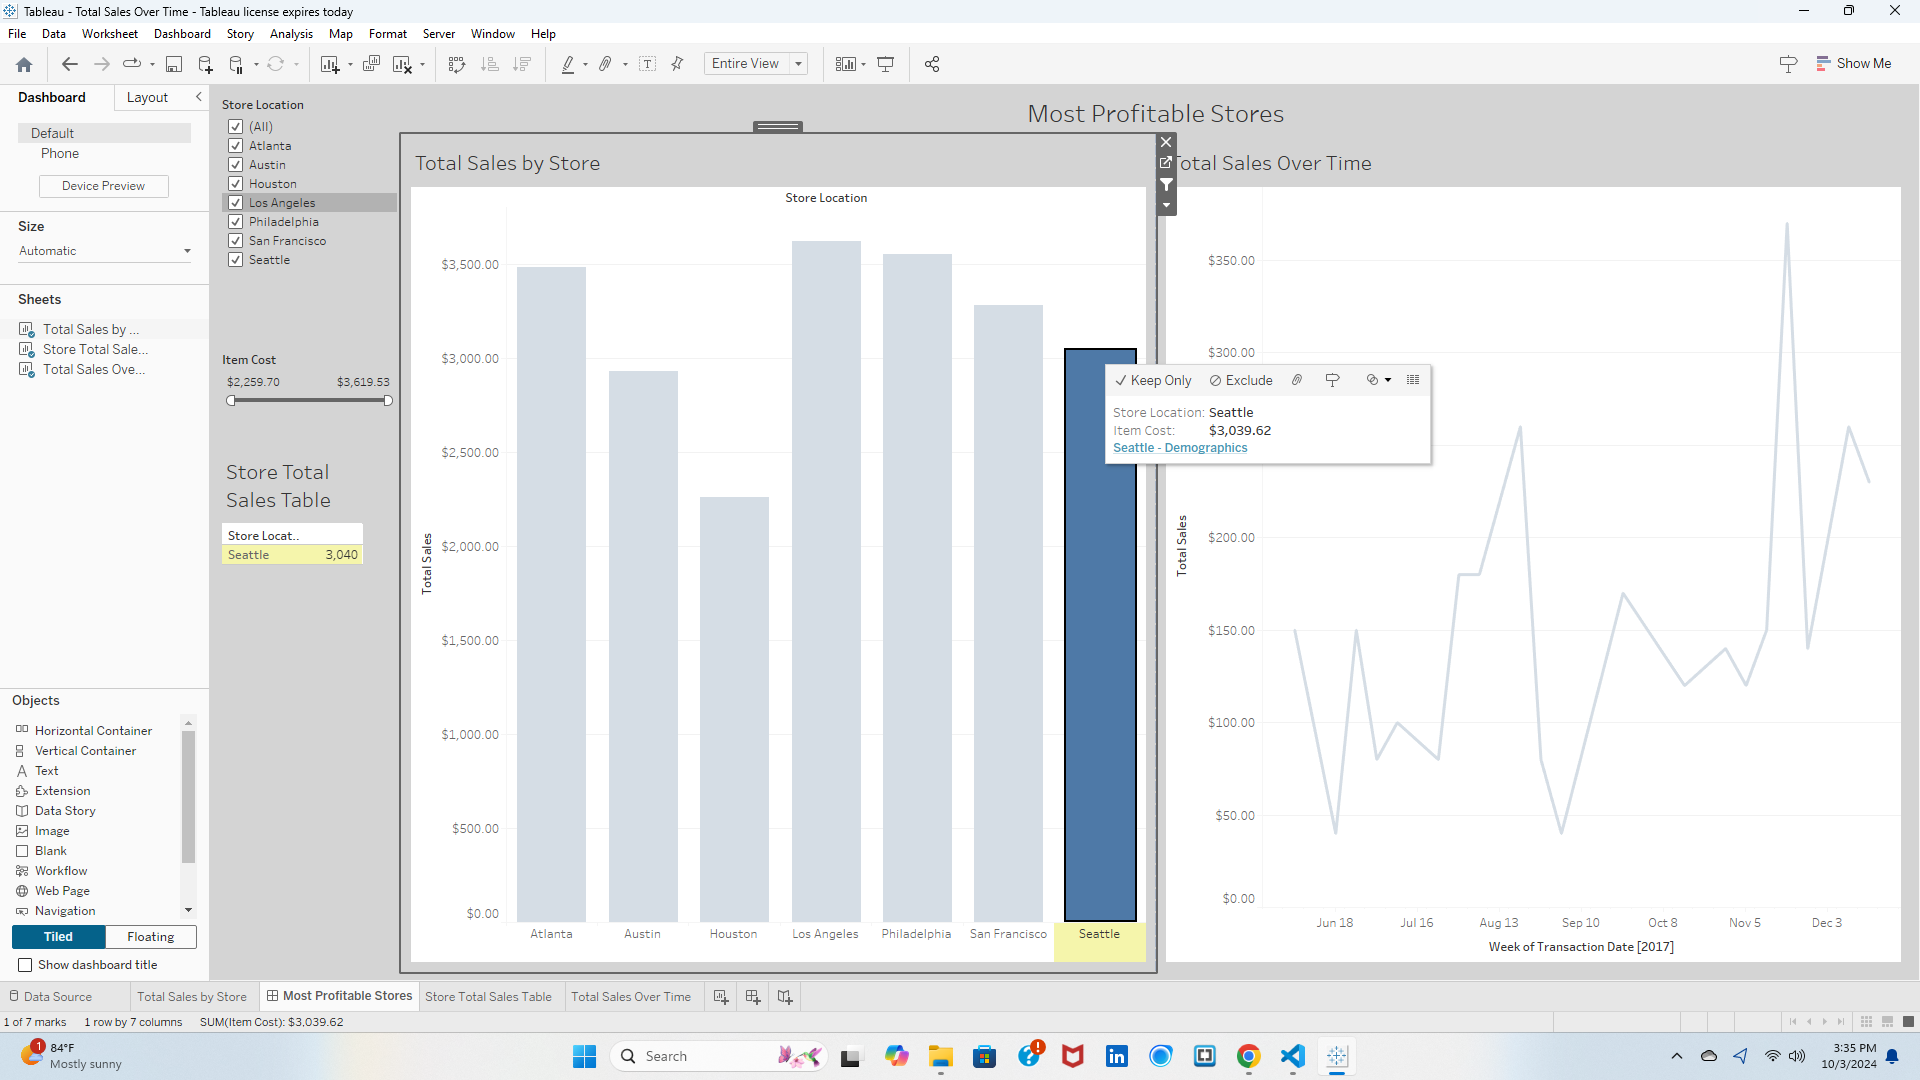 Tableau - Total Sales Over Time - Tableau license expires today
File Data Worksheet Dashboard Story Analysis Map Format Server Window Help
Entire View
Show Me
Dashboard Layout
Default
Phone
Device Preview
Size
Automatic
Sheets
Total Sales by ...
Store Total Sale...
Total Sales Ove...
Objects
Horizontal Container
Vertical Container
Text
Extension
Data Story
Image
Blank
Workflow
Web Page
Navigation
Tiled Floating
Show dashboard title
Store Location
(All)
Atlanta
Austin
Houston
Los Angeles
Philadelphia
San Francisco
Seattle
Item Cost
$2,259.70 $3,619.53
Store Total
Sales Table
Store Locat..
Seattle 3,040
Most Profitable Stores
Total Sales by Store
Store Location
Total Sales
$3,500.00
$3,000.00
$2,500.00
$2,000.00
$1,500.00
$1,000.00
$500.00
$0.00
Atlanta Austin Houston Los Angeles Philadelphia San Francisco Seattle
Keep Only Exclude
Store Location: Seattle
Item Cost: $3,039.62
Seattle - Demographics
Total Sales Over Time
Total Sales
$350.00
$300.00
$200.00
$150.00
$100.00
$50.00
$0.00
Jun 18 Jul 16 Aug 13 Sep 10 Oct 8 Nov 5 Dec 3
Week of Transaction Date [2017]
Data Source Total Sales by Store Most Profitable Stores Store Total Sales Table Total Sales Over Time
1 of 7 marks 1 row by 7 columns SUM(Item Cost): $3,039.62
1
84°F
Mostly sunny
Search
3:35 PM
10/3/2024